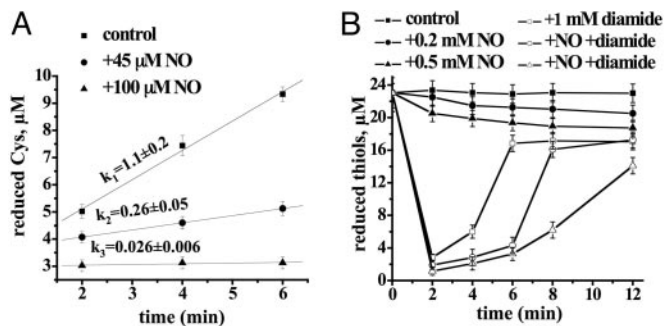 A
control
+45 μM NO
+100 μM NO
reduced Cys, μM
10
9
8
7
6
5
4
3
k1=1.1±0.2
k2=0.26±0.05
k3=0.026±0.006
2 4 6
time (min)
B
control
+0.2 mM NO
+0.5 mM NO
+1 mM diamide
+NO +diamide
+NO +diamide
reduced thiols, μM
24
20
16
12
8
4
0
0 2 4 6 8 10 12
time (min)